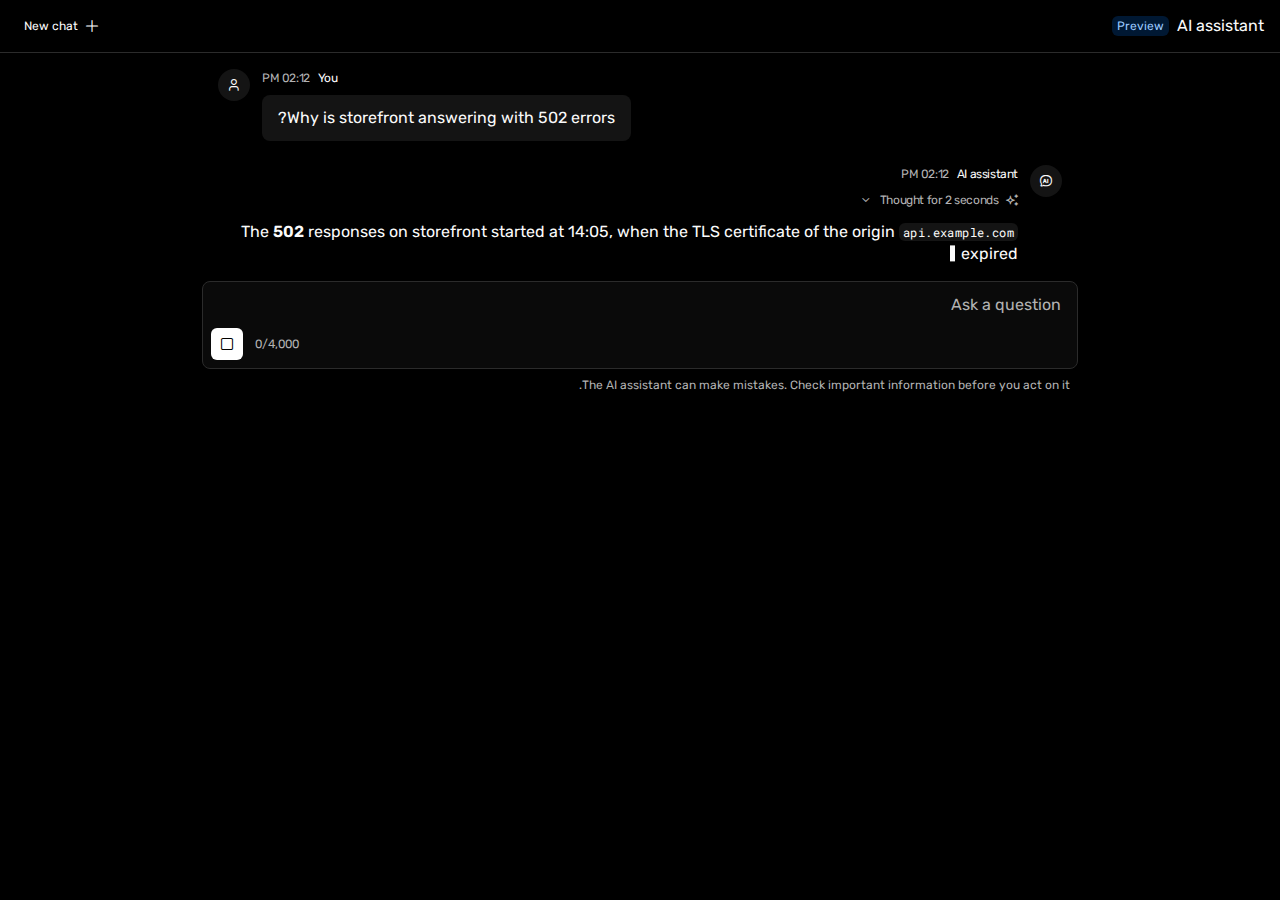 AI assistant Preview
New chat
You 02:12 PM
Why is storefront answering with 502 errors?
AI assistant 02:12 PM
Thought for 2 seconds
The 502 responses on storefront started at 14:05, when the TLS certificate of the origin api.example.com
expired
Ask a question
0/4,000
The AI assistant can make mistakes. Check important information before you act on it.